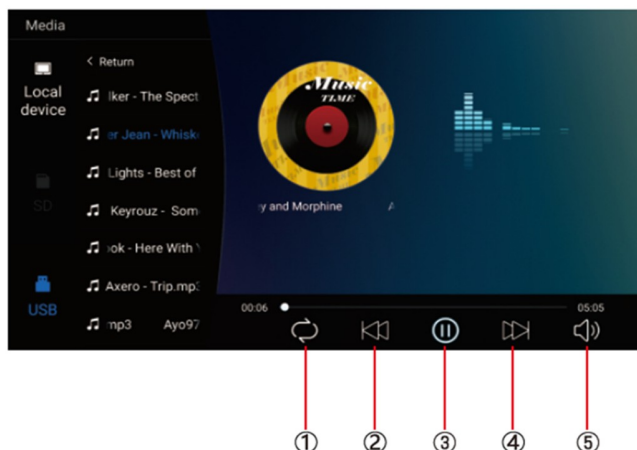 Media
Local
device
SD
USB
< Return
lker - The Spect
er Jean - Whisk
Lights - Best of
Keyrouz - Som
ok - Here With
Axero - Trip.mp3
mp3 Ayo97
Music
TIME
y and Morphine A
00:06
05:05
①
②
③
④
⑤